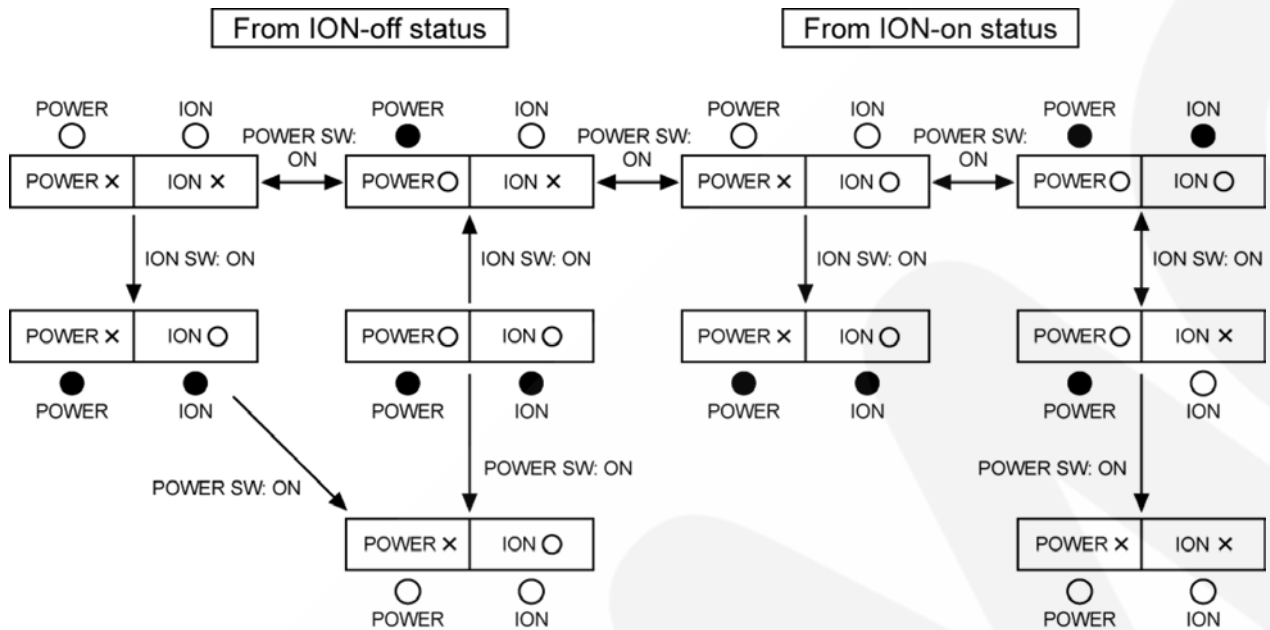 From ION-off status
From ION-on status
POWER ION POWER ION POWER ION POWER ION
POWER SW: ON
POWER SW: ON
POWER SW: ON
POWER × ION × POWER ○ ION × POWER × ION ○ POWER ○ ION ○
ION SW: ON ION SW: ON ION SW: ON ION SW: ON
POWER × ION ○ POWER ○ ION ○ POWER × ION ○ POWER ○ ION ×
POWER ION POWER ION POWER ION POWER ION
POWER SW: ON POWER SW: ON POWER SW: ON
POWER × ION ○ POWER × ION ×
POWER ION POWER ION